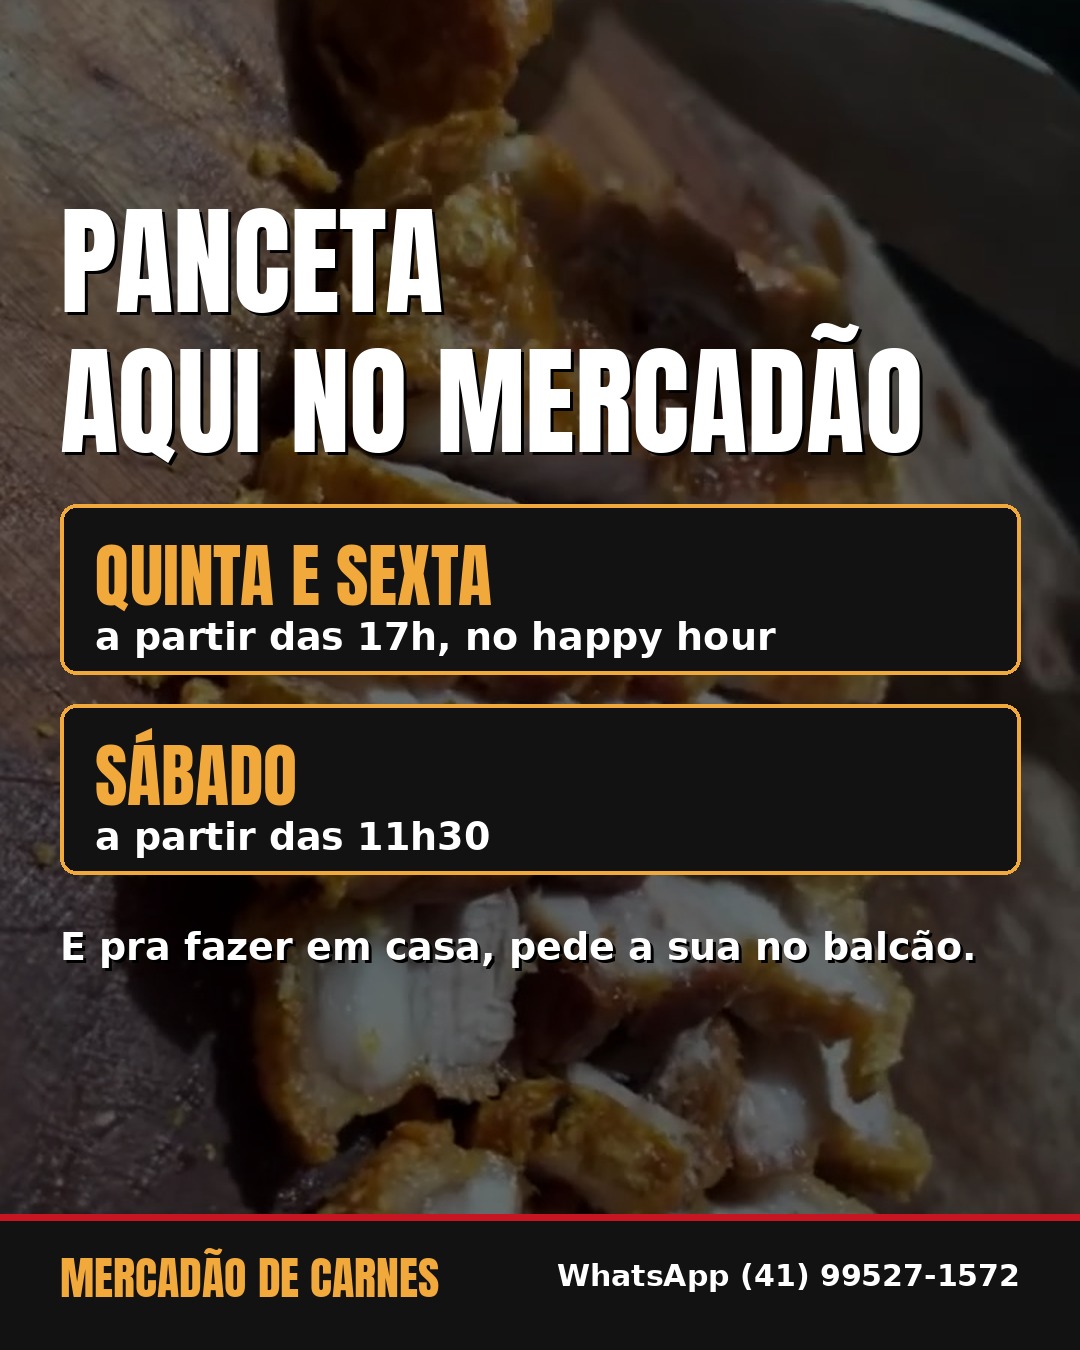 PANCETA
AQUI NO MERCADÃO
QUINTA E SEXTA
a partir das 17h, no happy hour
SÁBADO
a partir das 11h30
E pra fazer em casa, pede a sua no balcão.
MERCADÃO DE CARNES
WhatsApp (41) 99527-1572